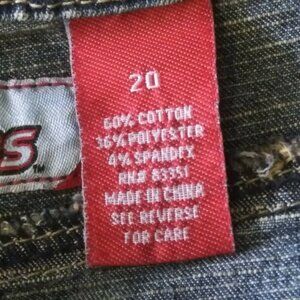 20
60% COTTON
36% POLYESTER
4% SPANDEX
RN# 83351
MADE IN CHINA
SEE REVERSE
FOR CARE